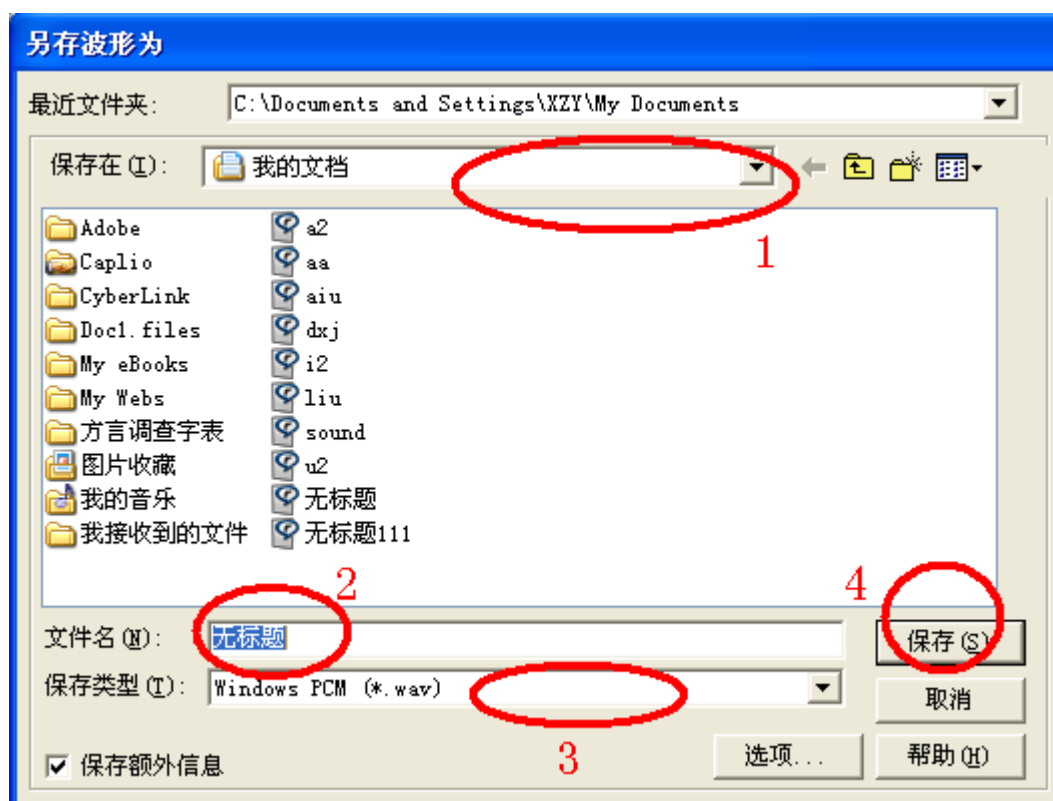 另存波形为
最近文件夹: C:\Documents and Settings\XZY\My Documents
保存在(I): 我的文档
1
Adobe a2
Caplio aa
CyberLink aiu
Doc1.files dxj
My eBooks i2
My Webs liu
方言调查字表 sound
图片收藏 u2
我的音乐 无标题
我接收到的文件 无标题111
2 4
文件名(N): 无标题 保存(S)
保存类型(T): Windows PCM (*.wav) 取消
3
保存额外信息 选项... 帮助(H)